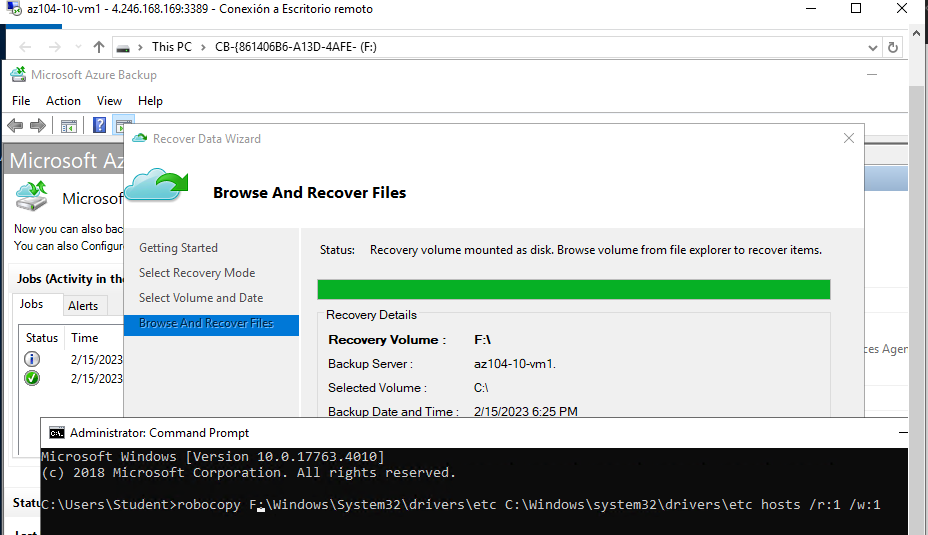 az104-10-vm1 - 4.246.168.169:3389 - Conexión a Escritorio remoto
This PC > CB-{861406B6-A13D-4AFE- (F:)
Microsoft Azure Backup
File Action View Help
Recover Data Wizard
Microsoft Az
Browse And Recover Files
Microsof
Now you can also bac
You can also Configur
Getting Started
Select Recovery Mode
Select Volume and Date
Browse And Recover Files
Status: Recovery volume mounted as disk. Browse volume from file explorer to recover items.
Jobs (Activity in the
Jobs Alerts
Status Time
2/15/2023
2/15/2023
Recovery Details
Recovery Volume : F:\
Backup Server : az104-10-vm1.
Selected Volume : C:\
Backup Date and Time : 2/15/2023 6:25 PM
ces Agen
Administrator: Command Prompt
Microsoft Windows [Version 10.0.17763.4010]
(c) 2018 Microsoft Corporation. All rights reserved.
C:\Users\Student>robocopy F:\Windows\System32\drivers\etc C:\Windows\system32\drivers\etc hosts /r:1 /w:1
Statu